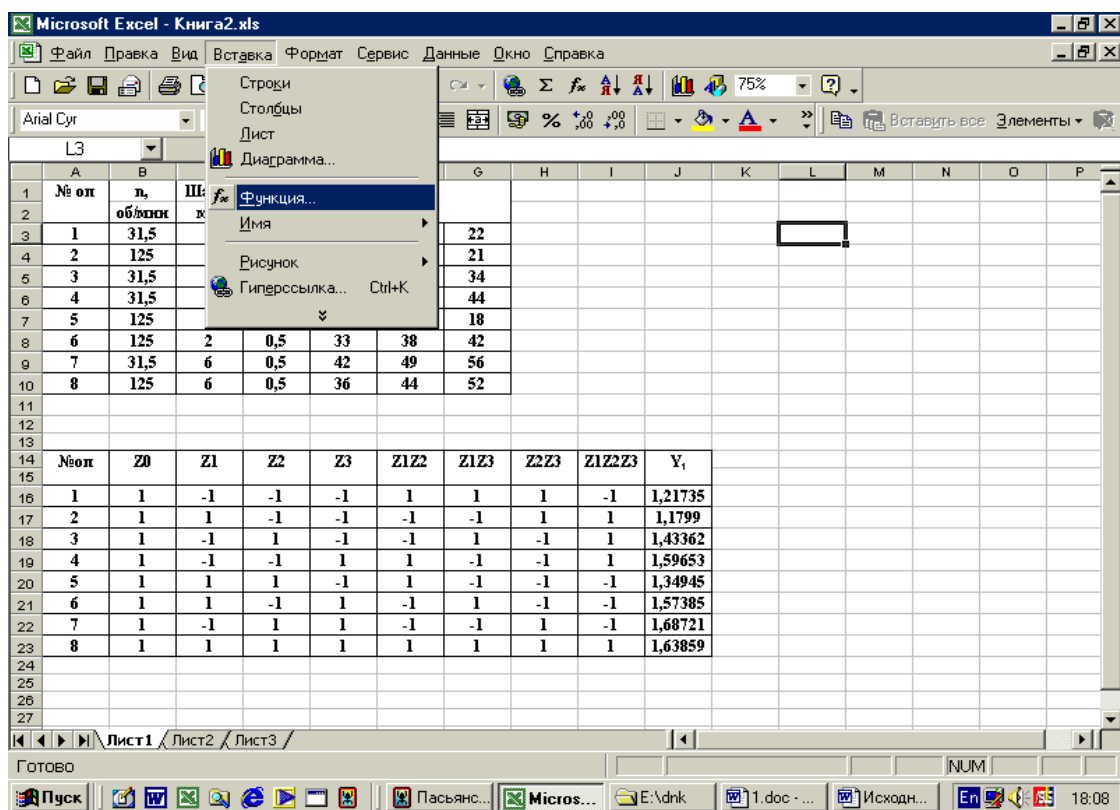 Microsoft Excel - Книга2.xls
Файл Правка Вид Вставка Формат Сервис Данные Окно Справка
Σ fx 75%
Arial Cyr % Вставить все Элементы
L3
Строки
Столбцы
Лист
Диаграмма...
fx Функция...
Имя
Рисунок
Гиперссылка... Ctrl+K
A B G H I J K L M N O P
1 № оп n,
2 об/мин
3 1 31,5 22
4 2 125 21
5 3 31,5 34
6 4 31,5 44
7 5 125 18
8 6 125 2 0,5 33 38 42
9 7 31,5 6 0,5 42 49 56
10 8 125 6 0,5 36 44 52
11
12
13
14 №оп Z0 Z1 Z2 Z3 Z1Z2 Z1Z3 Z2Z3 Z1Z2Z3 Y1
15
16 1 1 -1 -1 -1 1 1 1 -1 1,21735
17 2 1 1 -1 -1 -1 -1 1 1 1,1799
18 3 1 -1 1 -1 -1 1 -1 1 1,43362
19 4 1 -1 -1 1 1 -1 -1 1 1,59653
20 5 1 1 1 -1 1 -1 -1 -1 1,34945
21 6 1 1 -1 1 -1 1 -1 -1 1,57385
22 7 1 -1 1 1 -1 -1 1 -1 1,68721
23 8 1 1 1 1 1 1 1 1 1,63859
24
25
26
27
Лист1 Лист2 Лист3
Готово NUM
Пуск Пасьянс... Micros... E:\dnk 1.doc - ... Исходн... En 18:09